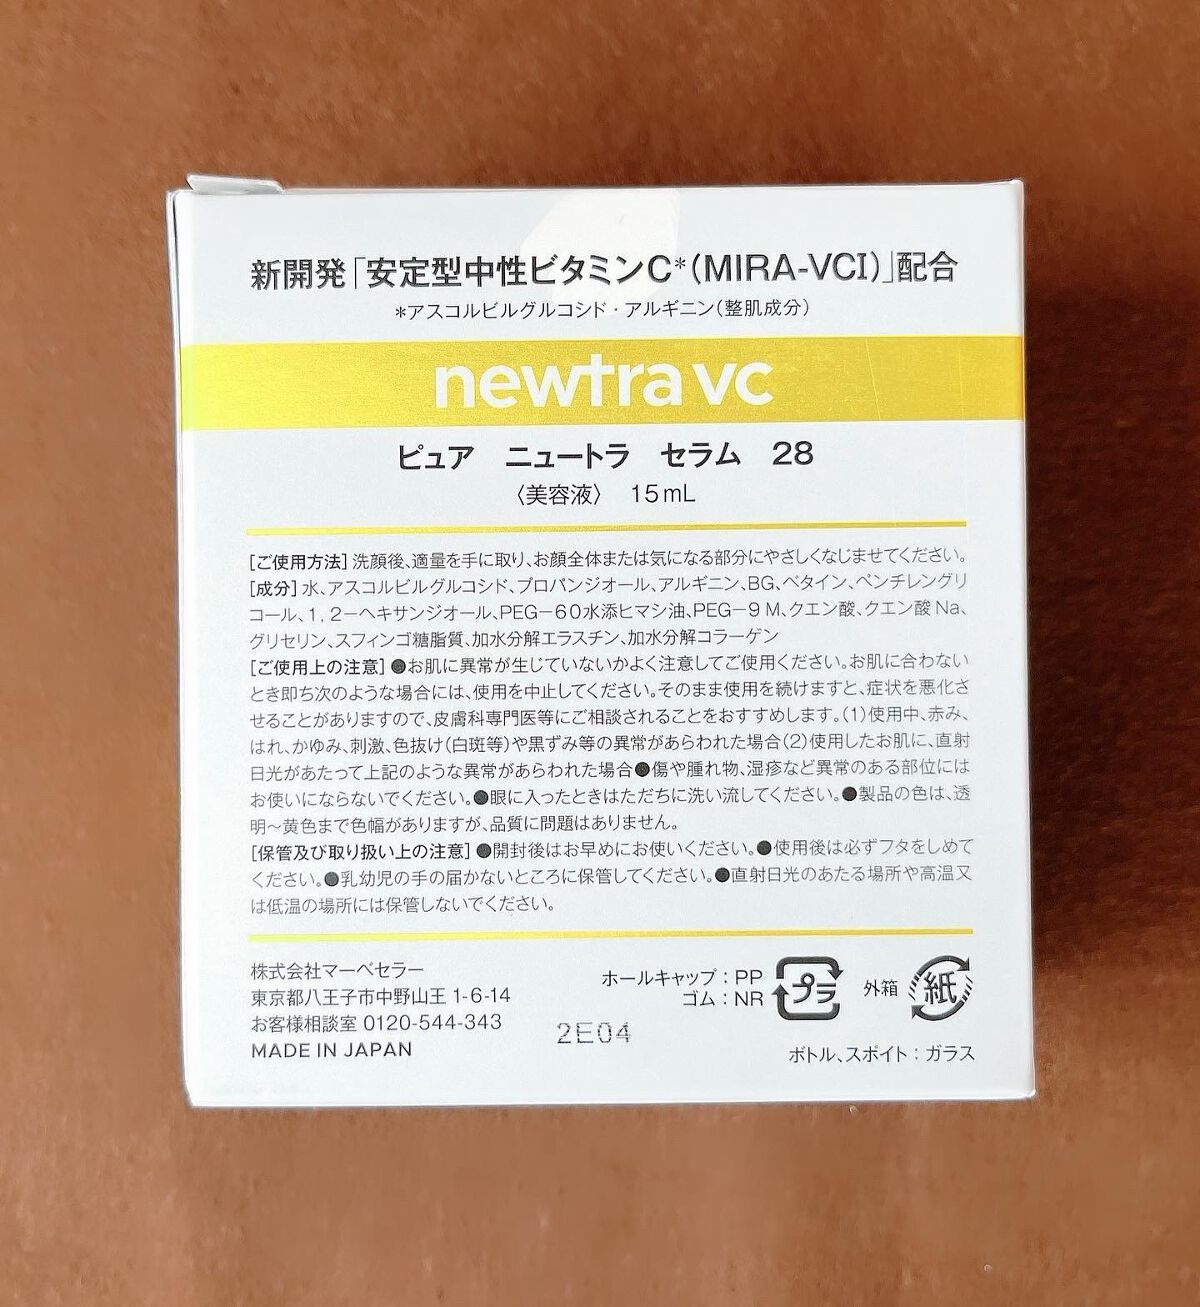 新開発「安定型中性ビタミンC*(MIRA-VCI)」配合
*アスコルビルグルコシド・アルギニン(整肌成分)
newtra vc
ピュア ニュートラ セラム 28
〈美容液〉 15mL
[ご使用方法]洗顔後、適量を手に取り、お顔全体または気になる部分にやさしくなじませてください。
[成分]水、アスコルビルグルコシド、プロパンジオール、アルギニン、BG、ベタイン、ペンチレングリ
コール、1,2-ヘキサンジオール、PEG-60水添ヒマシ油、PEG-9M、クエン酸、クエン酸Na、
グリセリン、スフィンゴ糖脂質、加水分解エラスチン、加水分解コラーゲン
[ご使用上の注意]●お肌に異常が生じていないかよく注意してご使用ください。お肌に合わない
とき即ち次のような場合には、使用を中止してください。そのまま使用を続けますと、症状を悪化さ
せることがありますので、皮膚科専門医等にご相談されることをおすすめします。(1)使用中、赤み、
はれ、かゆみ、刺激、色抜け(白斑等)や黒ずみ等の異常があらわれた場合(2)使用したお肌に、直射
日光があたって上記のような異常があらわれた場合●傷や腫れ物、湿疹など異常のある部位には
お使いにならないでください。●眼に入ったときはただちに洗い流してください。●製品の色は、透
明〜黄色まで色幅がありますが、品質に問題はありません。
[保管及び取り扱い上の注意]●開封後はお早めにお使いください。●使用後は必ずフタをしめて
ください。●乳幼児の手の届かないところに保管してください。●直射日光のあたる場所や高温又
は低温の場所には保管しないでください。
株式会社マーベセラー
東京都八王子市中野山王1-6-14
お客様相談室 0120-544-343
MADE IN JAPAN
2E04
ホールキャップ:PP
ゴム:NR
プラ
外箱
紙
ボトル、スポイト:ガラス